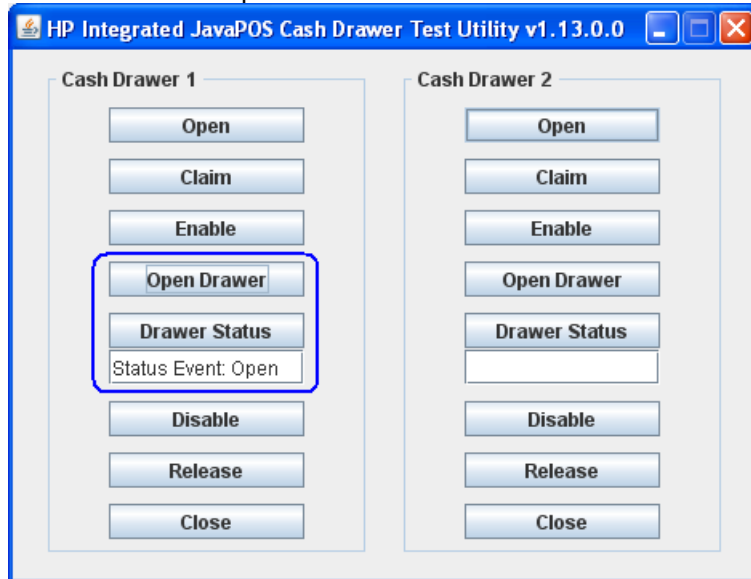 HP Integrated JavaPOS Cash Drawer Test Utility v1.13.0.0
Cash Drawer 1
Open
Claim
Enable
Open Drawer
Drawer Status
Status Event: Open
Disable
Release
Close
Cash Drawer 2
Open
Claim
Enable
Open Drawer
Drawer Status
Disable
Release
Close